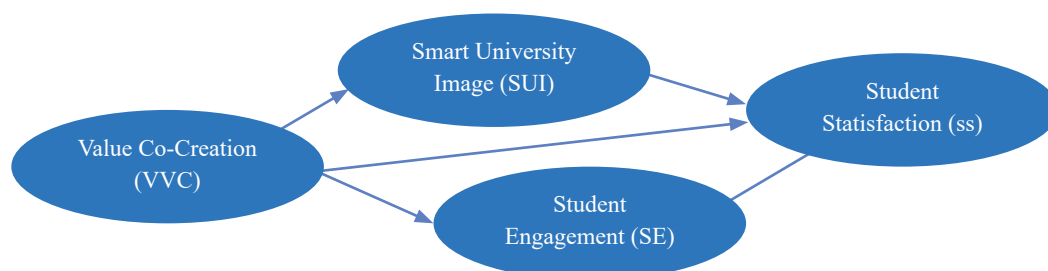 Smart University
Image (SUI)
Student
Statisfaction (ss)
Value Co-Creation
(VVC)
Student
Engagement (SE)